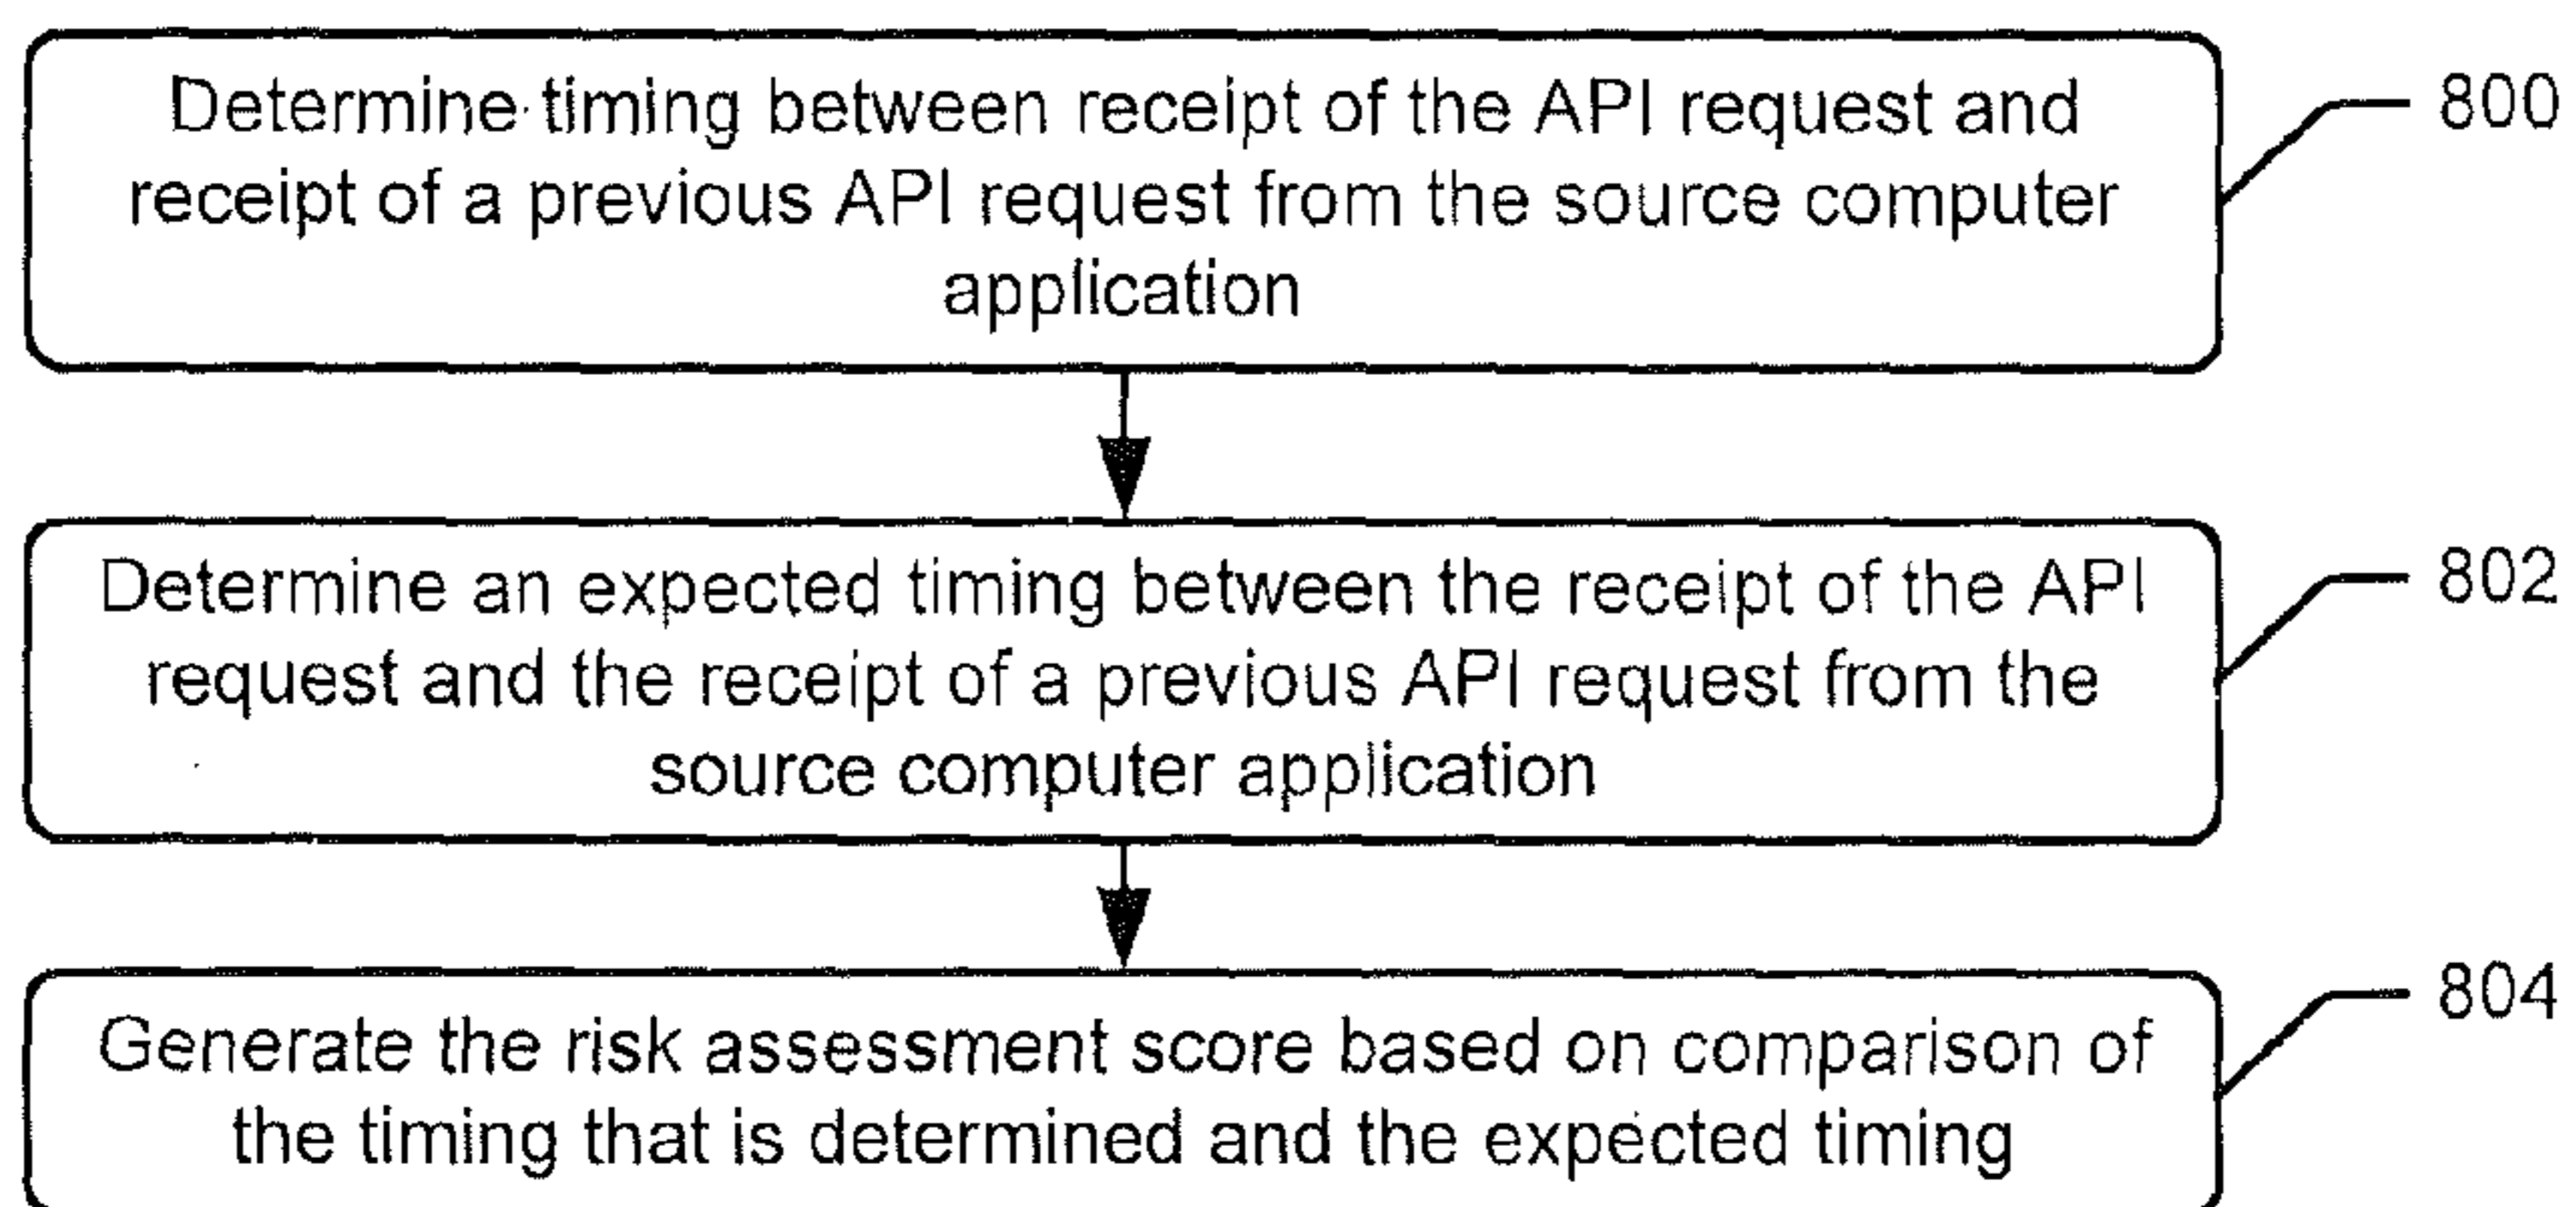 Determine timing between receipt of the API request and
receipt of a previous API request from the source computer
application
800
Determine an expected timing between the receipt of the API
request and the receipt of a previous API request from the
source computer application
802
Generate the risk assessment score based on comparison of
the timing that is determined and the expected timing
804